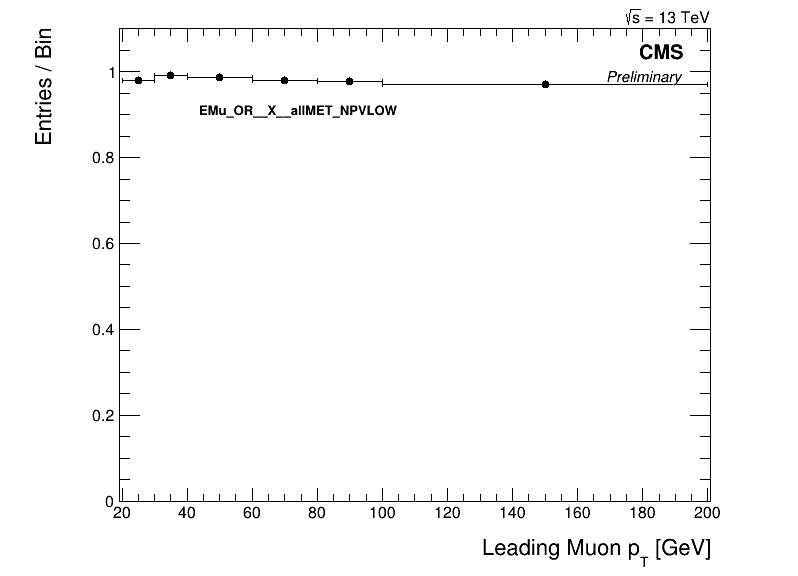 √s = 13 TeV
CMS
Preliminary
EMu_OR__X__allMET_NPVLOW
Entries / Bin
1
0.8
0.6
0.4
0.2
0
20 40 60 80 100 120 140 160 180 200
Leading Muon p_T [GeV]